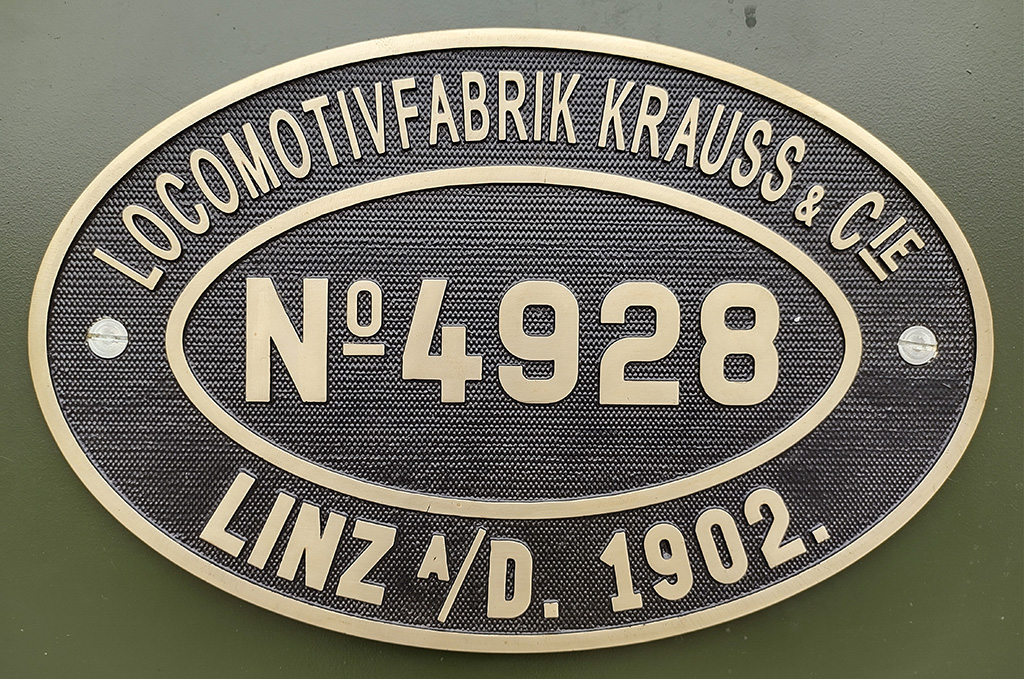 LOCOMOTIVFABRIK KRAUSS & CIE
No 4928
LINZ A/D. 1902.